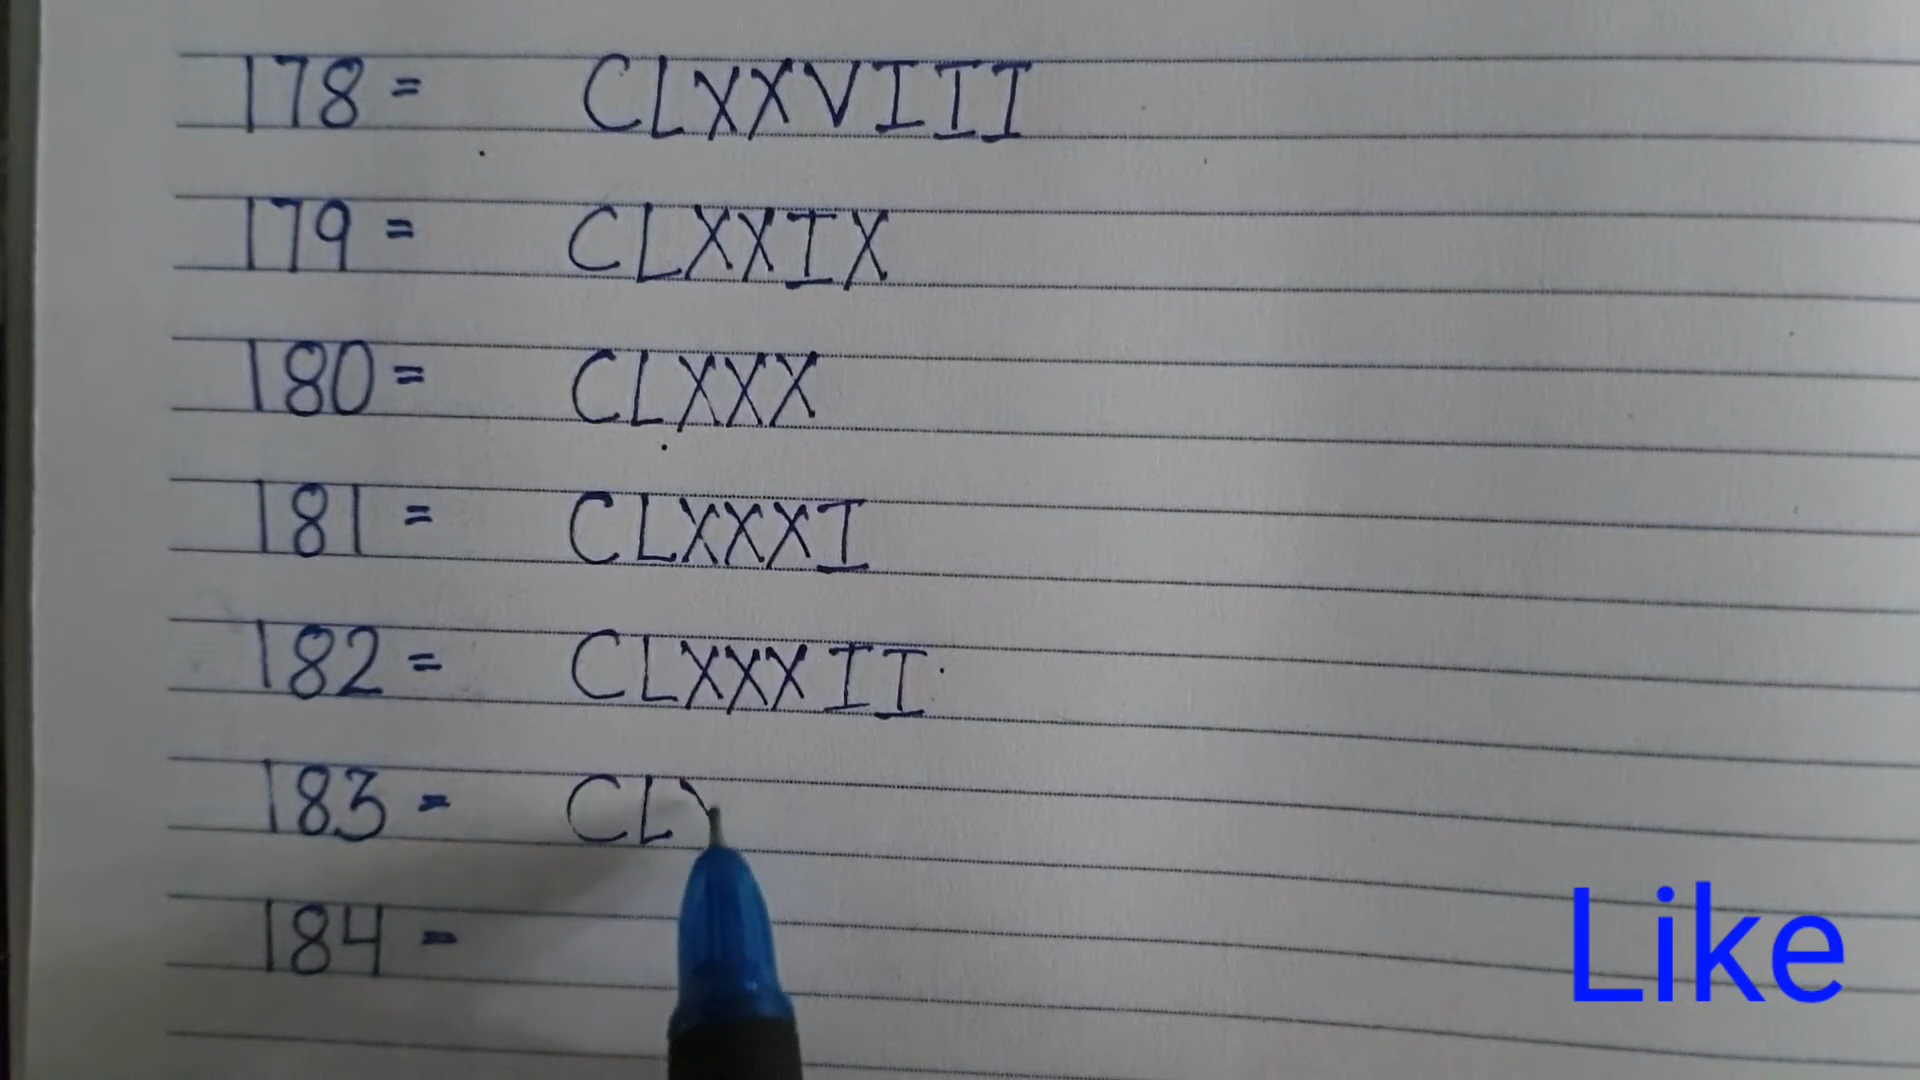 178 = CLXXVIII
179 = CLXXIX
180 = CLXXX
181 = CLXXXI
182 = CLXXXII
183 = CL
184 =
Like